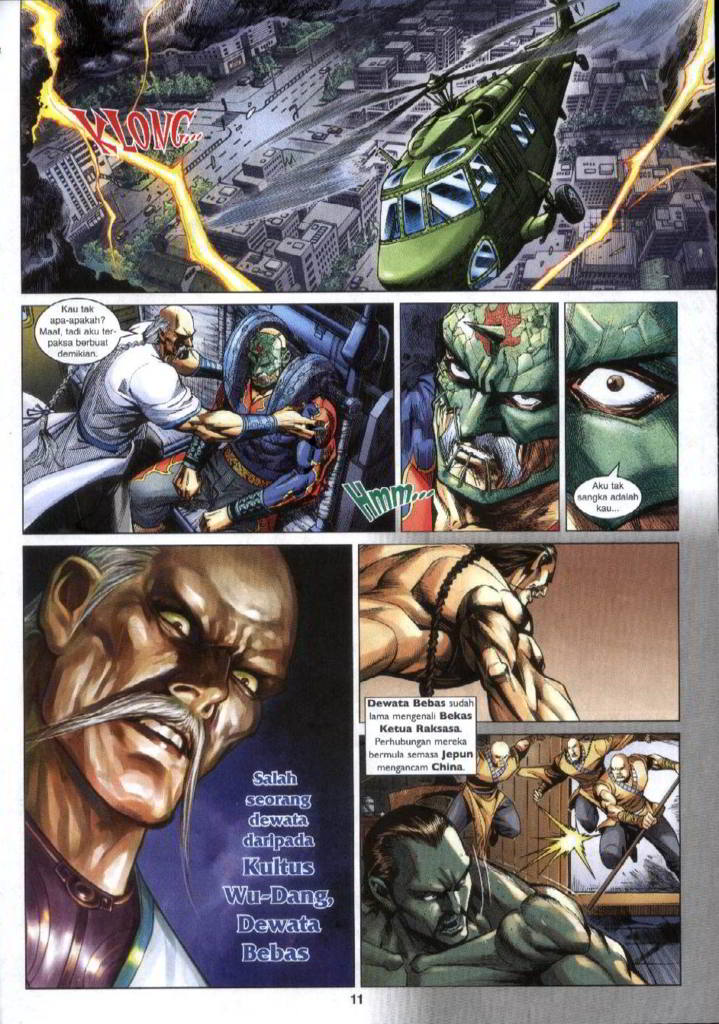 KLONG...
Kau tak
apa-apakah?
Maaf, tadi aku ter-
paksa berbuat
demikian.
Hmm...
Aku tak
sangka adalah
kau...
Salah
seorang
dewata
daripada
Kultus
Wu-Dang,
Dewata
Bebas
Dewata Bebas sudah
lama mengenali Bekas
Ketua Raksasa.
Perhubungan mereka
bermula semasa Jepun
mengancam China.
11